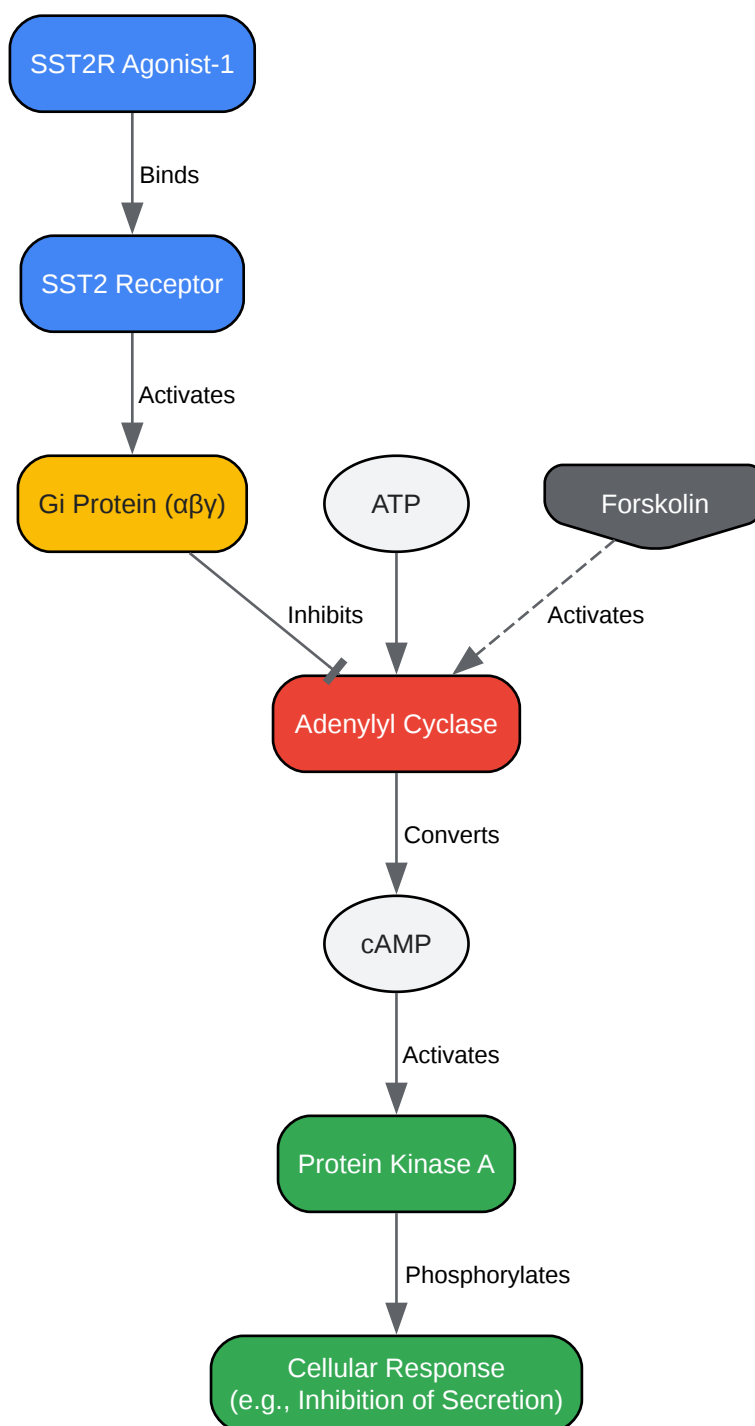 SST2R Agonist-1
Binds
SST2 Receptor
Activates
Gi Protein (αβγ)
ATP
Forskolin
Inhibits
Activates
Adenylyl Cyclase
Converts
cAMP
Activates
Protein Kinase A
Phosphorylates
Cellular Response
(e.g., Inhibition of Secretion)